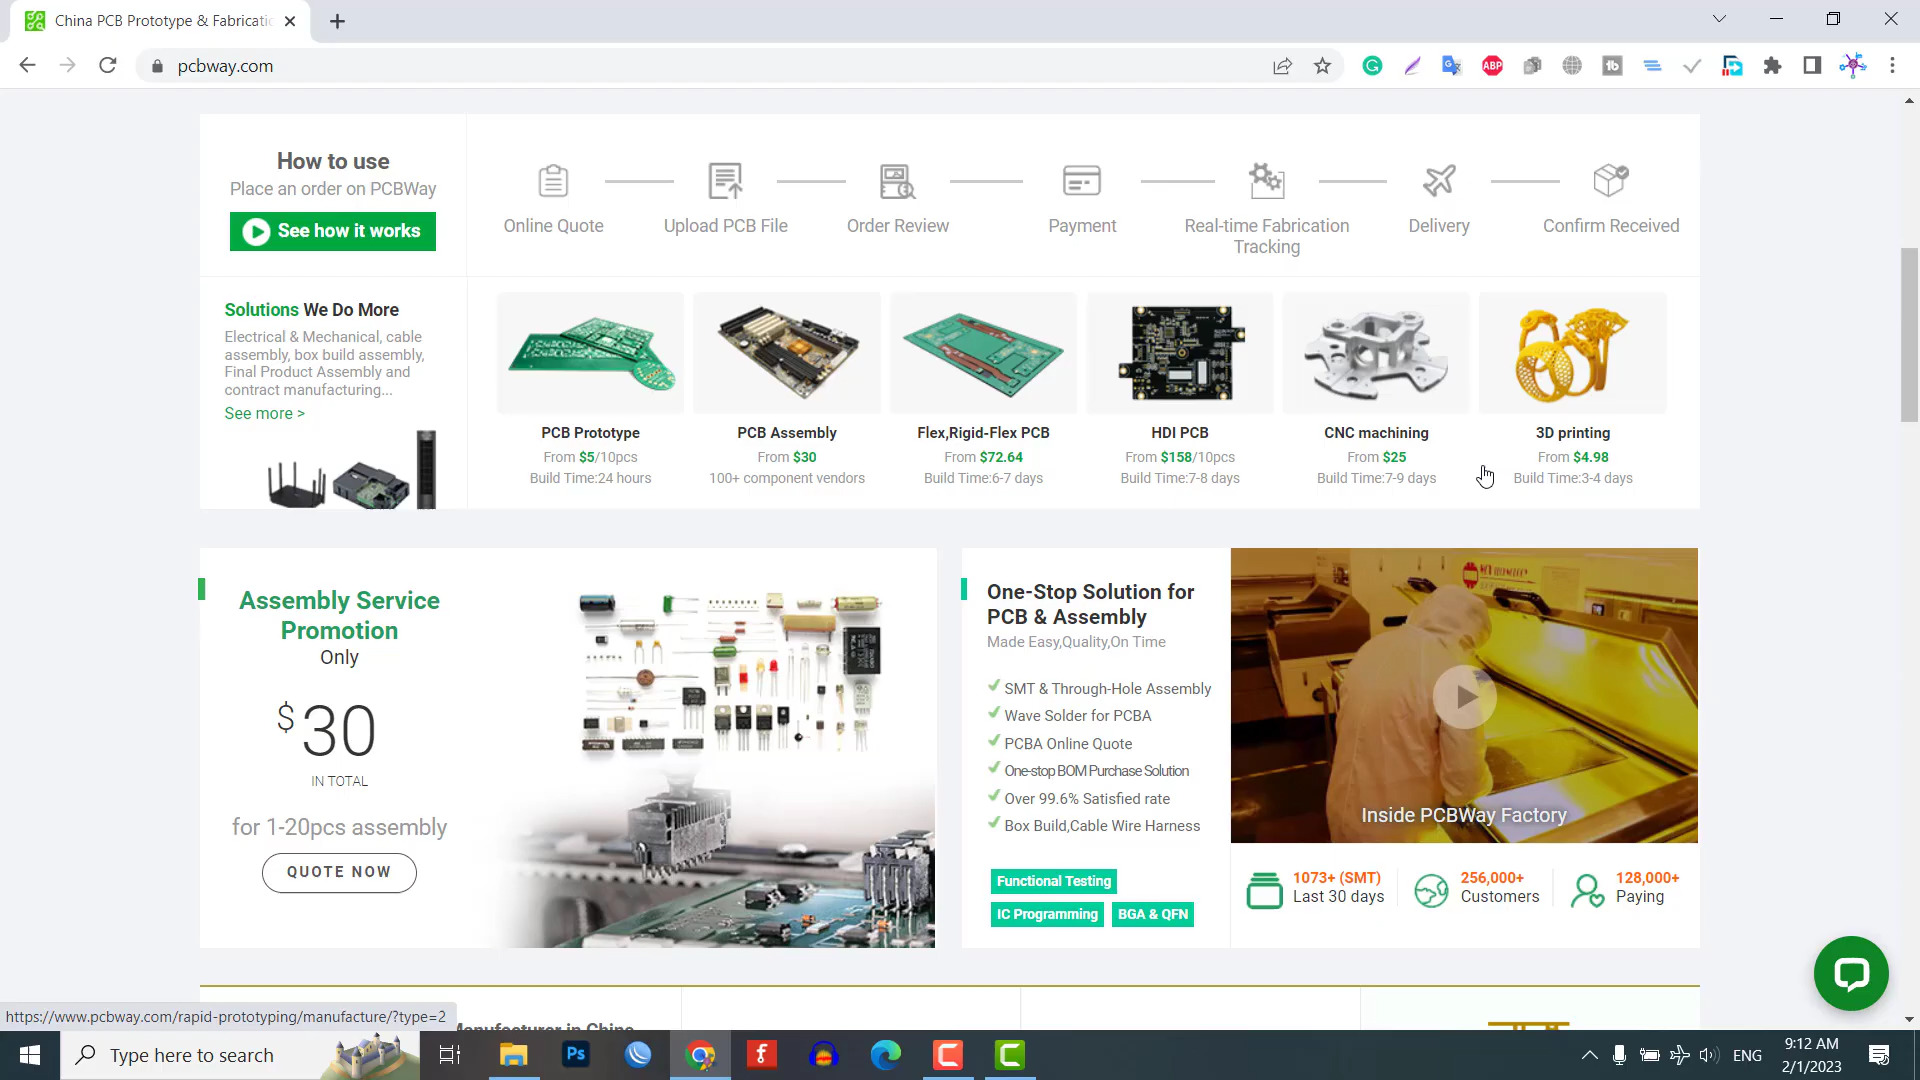 China PCB Prototype & Fabricatio
pcbway.com
How to use
Place an order on PCBWay
See how it works
Online Quote
Upload PCB File
Order Review
Payment
Real-time Fabrication
Tracking
Delivery
Confirm Received
Solutions We Do More
Electrical & Mechanical, cable
assembly, box build assembly,
Final Product Assembly and
contract manufacturing...
See more >
PCB Prototype
From $5/10pcs
Build Time:24 hours
PCB Assembly
From $30
100+ component vendors
Flex,Rigid-Flex PCB
From $72.64
Build Time:6-7 days
HDI PCB
From $158/10pcs
Build Time:7-8 days
CNC machining
From $25
Build Time:7-9 days
3D printing
From $4.98
Build Time:3-4 days
Assembly Service
Promotion
Only
$30
IN TOTAL
for 1-20pcs assembly
QUOTE NOW
One-Stop Solution for
PCB & Assembly
Made Easy,Quality,On Time
SMT & Through-Hole Assembly
Wave Solder for PCBA
PCBA Online Quote
One-stop BOM Purchase Solution
Over 99.6% Satisfied rate
Box Build,Cable Wire Harness
Functional Testing
IC Programming
BGA & QFN
Inside PCBWay Factory
1073+ (SMT)
Last 30 days
256,000+
Customers
128,000+
Paying
https://www.pcbway.com/rapid-prototyping/manufacture/?type=2
Manufacturer in China
ABP
Type here to search
Ps
ENG
9:12 AM
2/1/2023